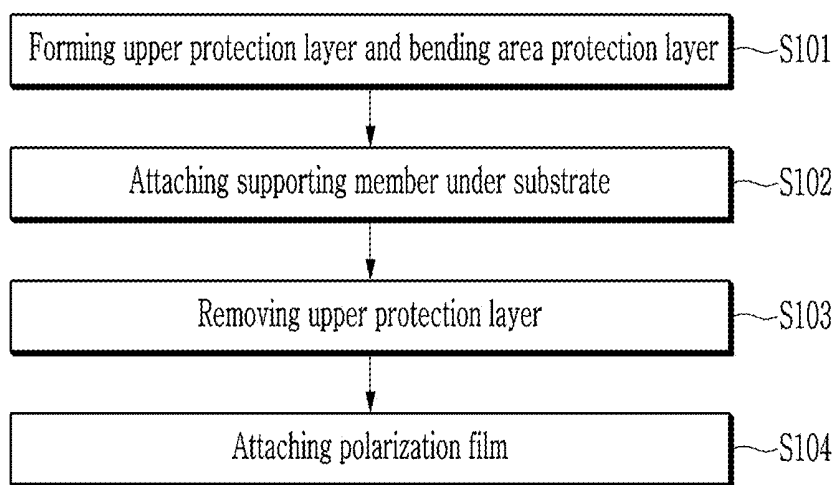 Forming upper protection layer and bending area protection layer
S101
Attaching supporting member under substrate
S102
Removing upper protection layer
S103
Attaching polarization film
S104